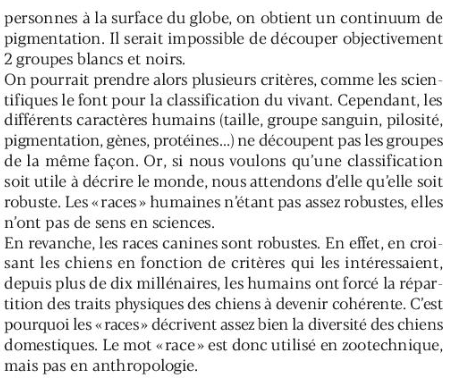 personnes à la surface du globe, on obtient un continuum de
pigmentation. Il serait impossible de découper objectivement
2 groupes blancs et noirs.
On pourrait prendre alors plusieurs critères, comme les scien-
tifiques le font pour la classification du vivant. Cependant, les
différents caractères humains (taille, groupe sanguin, pilosité,
pigmentation, gènes, protéines...) ne découpent pas les groupes
de la même façon. Or, si nous voulons qu'une classification
soit utile à décrire le monde, nous attendons d'elle qu'elle soit
robuste. Les «races» humaines n'étant pas assez robustes, elles
n'ont pas de sens en sciences.
En revanche, les races canines sont robustes. En effet, en croi-
sant les chiens en fonction de critères qui les intéressaient,
depuis plus de dix millénaires, les humains ont forcé la répar-
tition des traits physiques des chiens à devenir cohérente. C'est
pourquoi les «races» décrivent assez bien la diversité des chiens
domestiques. Le mot «race» est donc utilisé en zootechnique,
mais pas en anthropologie.